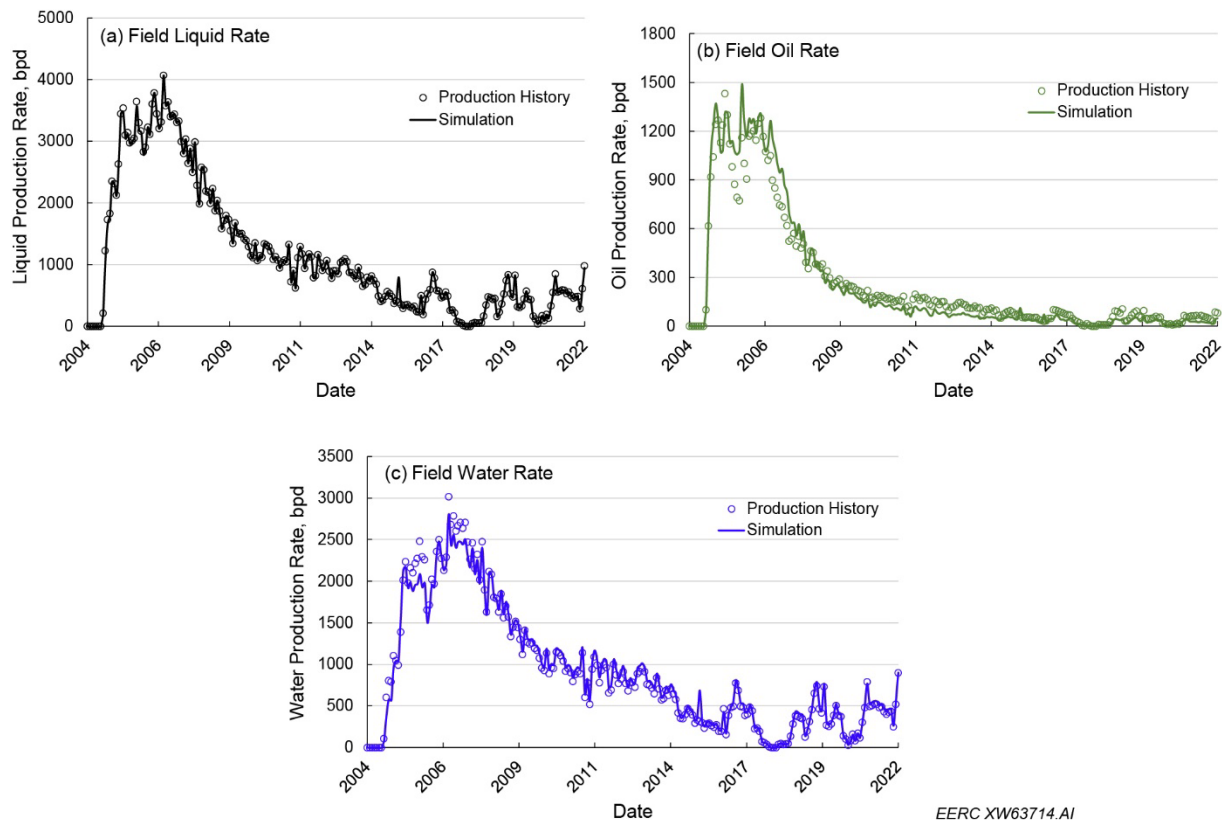 (a) Field Liquid Rate
Liquid Production Rate, bpd
5000
4000
3000
2000
1000
0
Production History
Simulation
2004
2006
2009
2011
2014
2017
2019
2022
Date
(b) Field Oil Rate
Oil Production Rate, bpd
1800
1500
1200
900
600
300
0
Production History
Simulation
2004
2006
2009
2011
2014
2017
2019
2022
Date
(c) Field Water Rate
Water Production Rate, bpd
3500
3000
2500
2000
1500
1000
500
0
Production History
Simulation
2004
2006
2009
2011
2014
2017
2019
2022
Date
EERC XW63714.AI